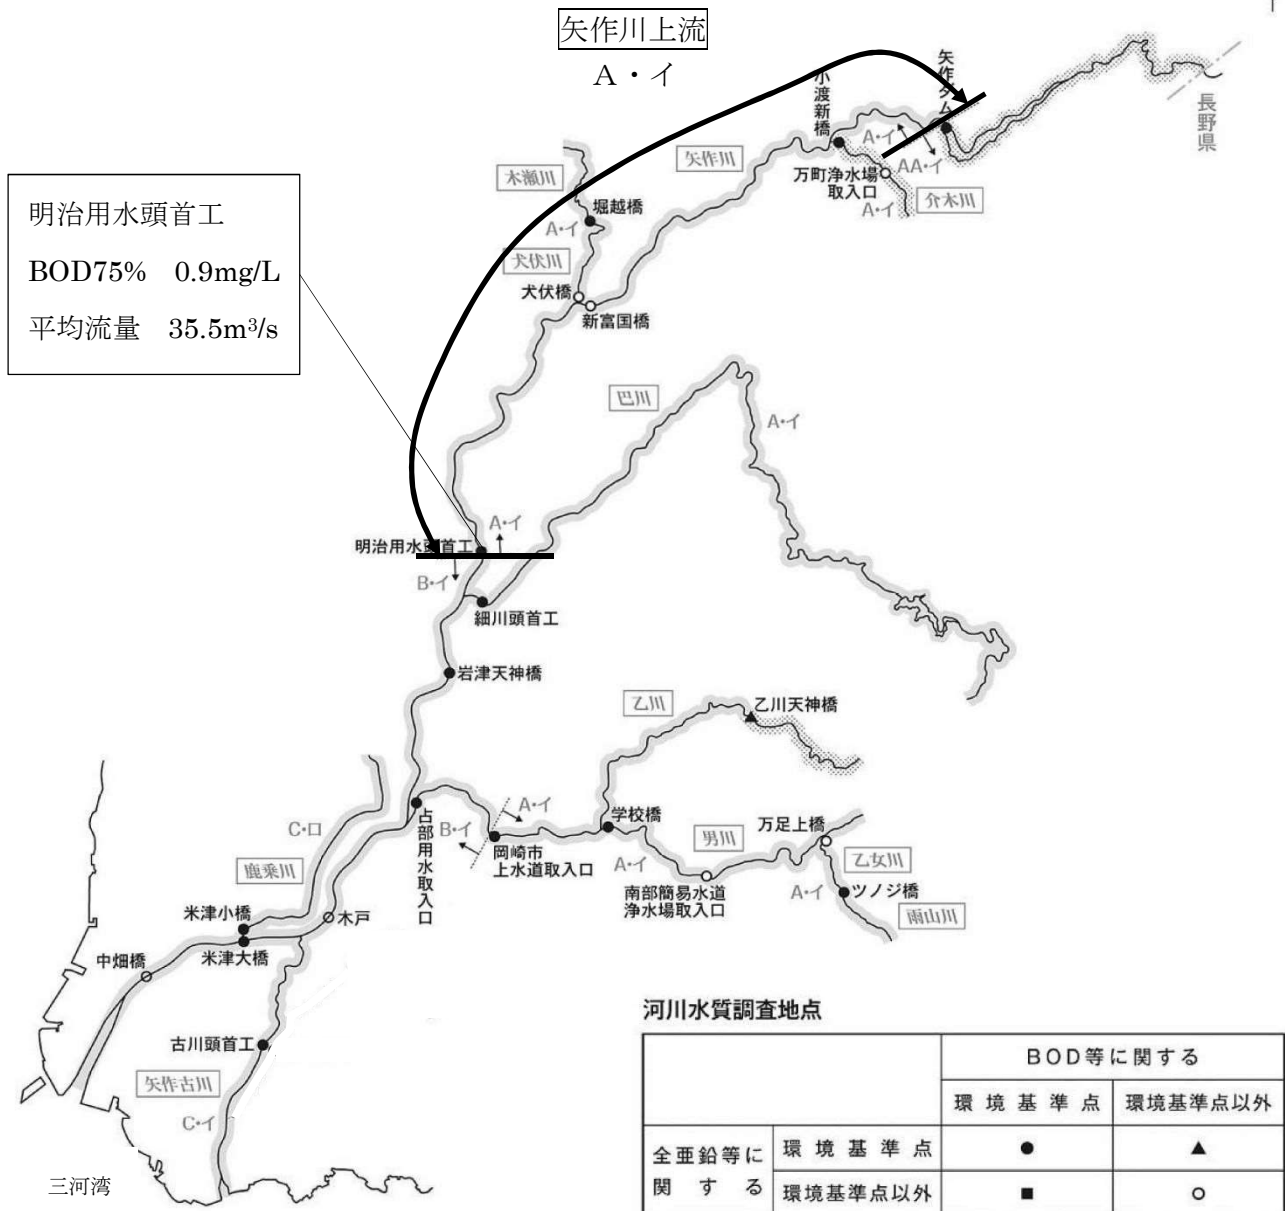 矢作川上流
A・イ
矢作ダム
小渡新橋
長野県
A・イ
AA・イ
矢作川
万町浄水場
取入口
A・イ
介木川
木瀬川
堀越橋
A・イ
犬伏川
犬伏橋
新富国橋
明治用水頭首工
BOD75% 0.9mg/L
平均流量 35.5m³/s
巴川
A・イ
A・イ
明治用水頭首工
B・イ
細川頭首工
岩津天神橋
乙川
乙川天神橋
C・ロ
鹿乗川
占部用水取入口
B・イ
A・イ
岡崎市
上水道取入口
学校橋
A・イ
男川
南部簡易水道
浄水場取入口
万足上橋
乙女川
A・イ
ツノジ橋
雨山川
米津小橋
木戸
米津大橋
中畑橋
古川頭首工
矢作古川
C・イ
三河湾
河川水質調査地点
BOD等に関する
環境基準点 環境基準点以外
全亜鉛等に
関する
環境基準点 ● ▲
環境基準点以外 ■ ○